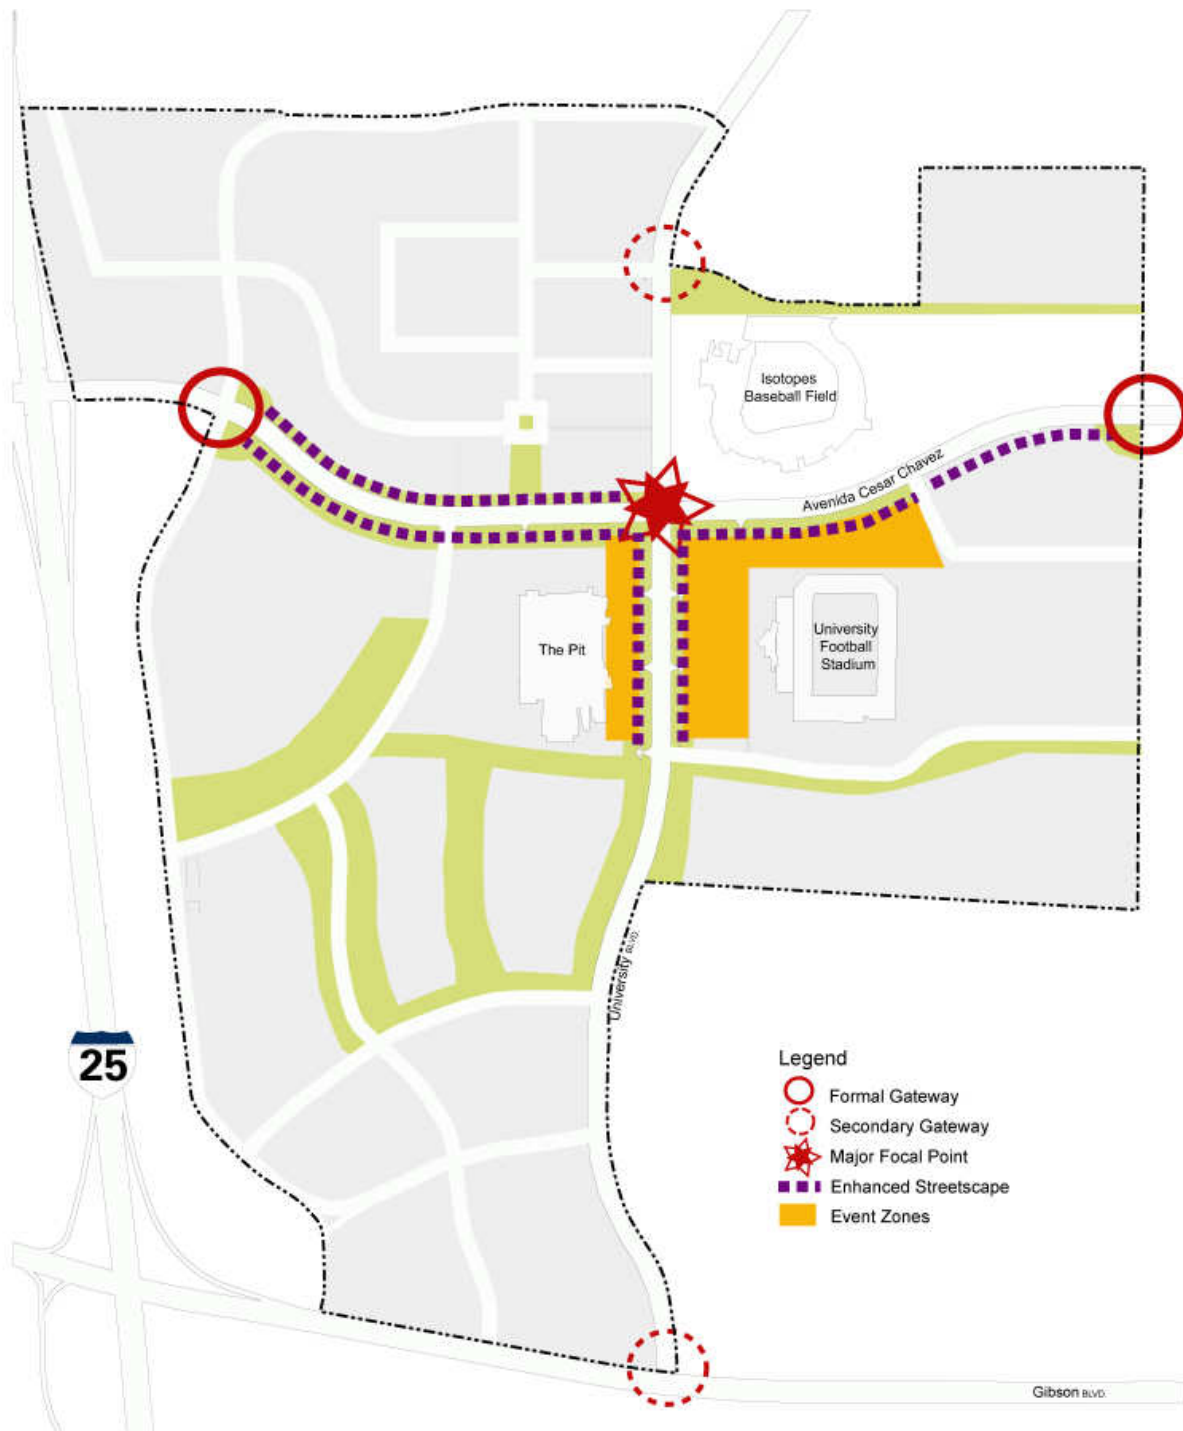 Isotopes
Baseball Field
Avenida Cesar Chavez
The Pit
University
Football
Stadium
University BLVD.
25
Legend
Formal Gateway
Secondary Gateway
Major Focal Point
Enhanced Streetscape
Event Zones
Gibson BLVD.